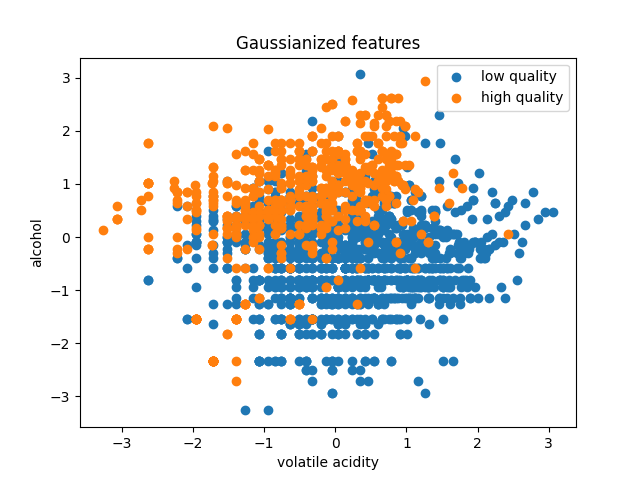 Gaussianized features
low quality
high quality
3
2
1
0
−1
−2
−3
alcohol
−3 −2 −1 0 1 2 3
volatile acidity